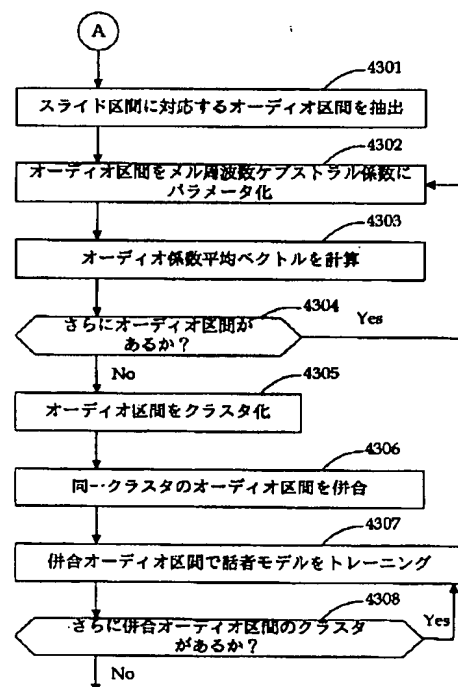 A
4301
スライド区間に対応するオーディオ区間を抽出
4302
オーディオ区間をメル周波数ケプストラル係数に
パラメータ化
4303
オーディオ係数平均ベクトルを計算
4304
さらにオーディオ区間が
あるか？
Yes
No
4305
オーディオ区間をクラスタ化
4306
同一クラスタのオーディオ区間を併合
4307
併合オーディオ区間で話者モデルをトレーニング
4308
さらに併合オーディオ区間のクラスタ
があるか？
Yes
No